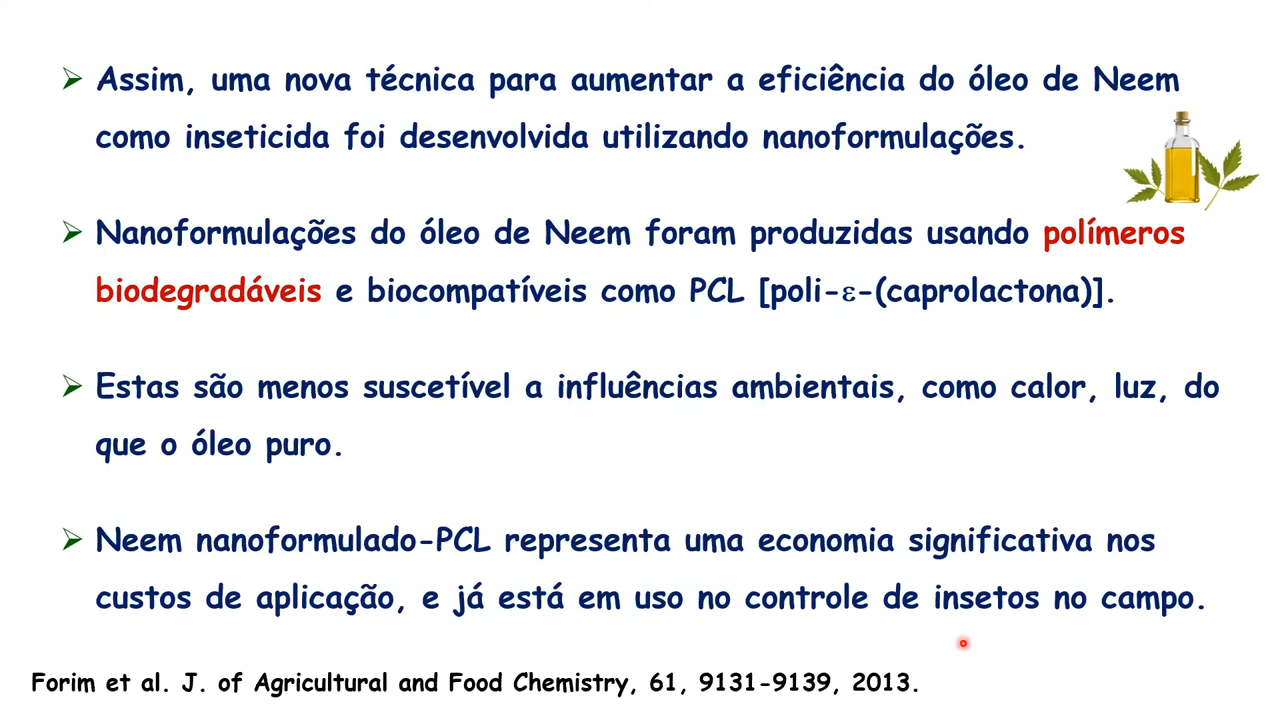 Assim, uma nova técnica para aumentar a eficiência do óleo de Neem
como inseticida foi desenvolvida utilizando nanoformulações.
Nanoformulações do óleo de Neem foram produzidas usando polímeros
biodegradáveis e biocompatíveis como PCL [poli-ε-(caprolactona)].
Estas são menos suscetível a influências ambientais, como calor, luz, do
que o óleo puro.
Neem nanoformulado-PCL representa uma economia significativa nos
custos de aplicação, e já está em uso no controle de insetos no campo.
Forim et al. J. of Agricultural and Food Chemistry, 61, 9131-9139, 2013.